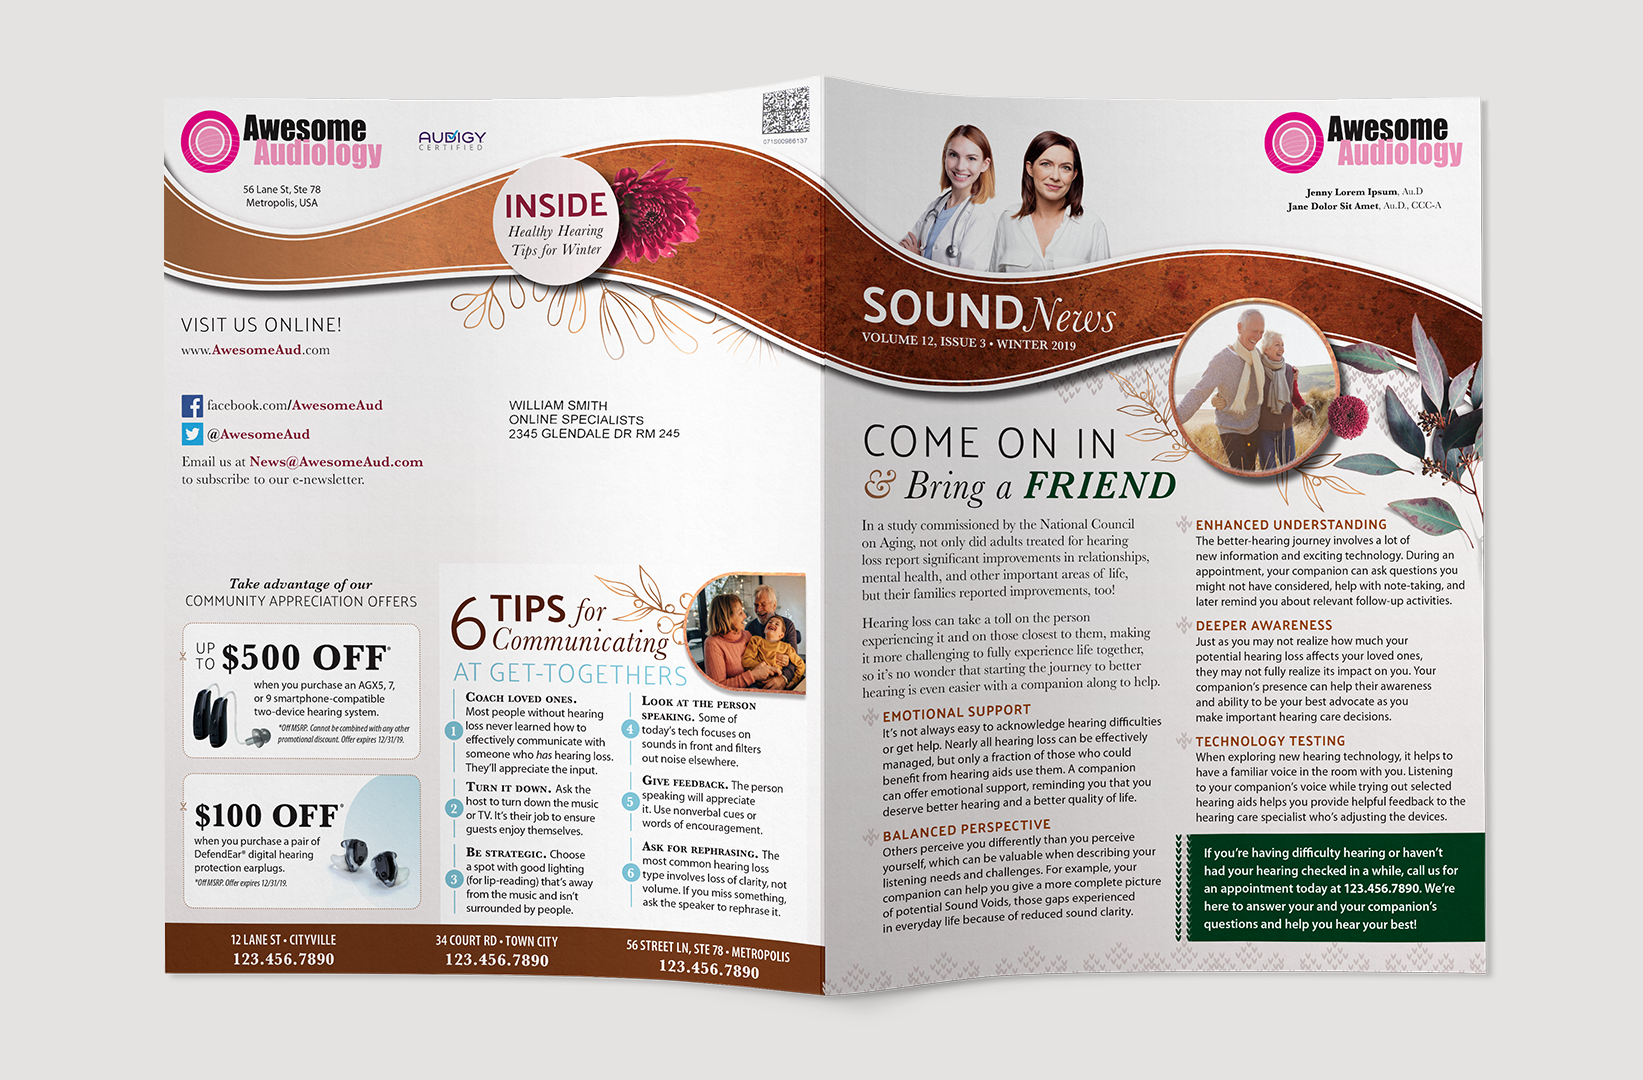 Awesome
Audiology
AUDIGY
CERTIFIED
071S00966137
56 Lane St, Ste 78
Metropolis, USA
INSIDE
Healthy Hearing
Tips for Winter
VISIT US ONLINE!
www.AwesomeAud.com
facebook.com/AwesomeAud
@AwesomeAud
Email us at News@AwesomeAud.com
to subscribe to our e-newsletter.
WILLIAM SMITH
ONLINE SPECIALISTS
2345 GLENDALE DR RM 245
Take advantage of our
COMMUNITY APPRECIATION OFFERS
UP TO $500 OFF*
when you purchase an AGX5, 7,
or 9 smartphone-compatible
two-device hearing system.
*Off MSRP. Cannot be combined with any other
promotional discount. Offer expires 12/31/19.
$100 OFF*
when you purchase a pair of
DefendEar® digital hearing
protection earplugs.
*Off MSRP. Offer expires 12/31/19.
6 TIPS for
Communicating
AT GET-TOGETHERS
1
COACH LOVED ONES.
Most people without hearing
loss never learned how to
effectively communicate with
someone who has hearing loss.
They'll appreciate the input.
2
TURN IT DOWN. Ask the
host to turn down the music
or TV. It's their job to ensure
guests enjoy themselves.
3
BE STRATEGIC. Choose
a spot with good lighting
(for lip-reading) that's away
from the music and isn't
surrounded by people.
4
LOOK AT THE PERSON
SPEAKING. Some of
today's tech focuses on
sounds in front and filters
out noise elsewhere.
5
GIVE FEEDBACK. The person
speaking will appreciate
it. Use nonverbal cues or
words of encouragement.
6
ASK FOR REPHRASING. The
most common hearing loss
type involves loss of clarity, not
volume. If you miss something,
ask the speaker to rephrase it.
12 LANE ST • CITYVILLE
123.456.7890
34 COURT RD • TOWN CITY
123.456.7890
56 STREET LN, STE 78 • METROPOLIS
123.456.7890
Awesome
Audiology
Jenny Lorem Ipsum, Au.D
Jane Dolor Sit Amet, Au.D., CCC-A
SOUND News
VOLUME 12, ISSUE 3 • WINTER 2019
COME ON IN
& Bring a FRIEND
In a study commissioned by the National Council
on Aging, not only did adults treated for hearing
loss report significant improvements in relationships,
mental health, and other important areas of life,
but their families reported improvements, too!
Hearing loss can take a toll on the person
experiencing it and on those closest to them, making
it more challenging to fully experience life together,
so it's no wonder that starting the journey to better
hearing is even easier with a companion along to help.
EMOTIONAL SUPPORT
It's not always easy to acknowledge hearing difficulties
or get help. Nearly all hearing loss can be effectively
managed, but only a fraction of those who could
benefit from hearing aids use them. A companion
can offer emotional support, reminding you that you
deserve better hearing and a better quality of life.
BALANCED PERSPECTIVE
Others perceive you differently than you perceive
yourself, which can be valuable when describing your
listening needs and challenges. For example, your
companion can help you give a more complete picture
of potential Sound Voids, those gaps experienced
in everyday life because of reduced sound clarity.
ENHANCED UNDERSTANDING
The better-hearing journey involves a lot of
new information and exciting technology. During an
appointment, your companion can ask questions you
might not have considered, help with note-taking, and
later remind you about relevant follow-up activities.
DEEPER AWARENESS
Just as you may not realize how much your
potential hearing loss affects your loved ones,
they may not fully realize its impact on you. Your
companion's presence can help their awareness
and ability to be your best advocate as you
make important hearing care decisions.
TECHNOLOGY TESTING
When exploring new hearing technology, it helps to
have a familiar voice in the room with you. Listening
to your companion's voice while trying out selected
hearing aids helps you provide helpful feedback to the
hearing care specialist who's adjusting the devices.
If you're having difficulty hearing or haven't
had your hearing checked in a while, call us for
an appointment today at 123.456.7890. We're
here to answer your and your companion's
questions and help you hear your best!